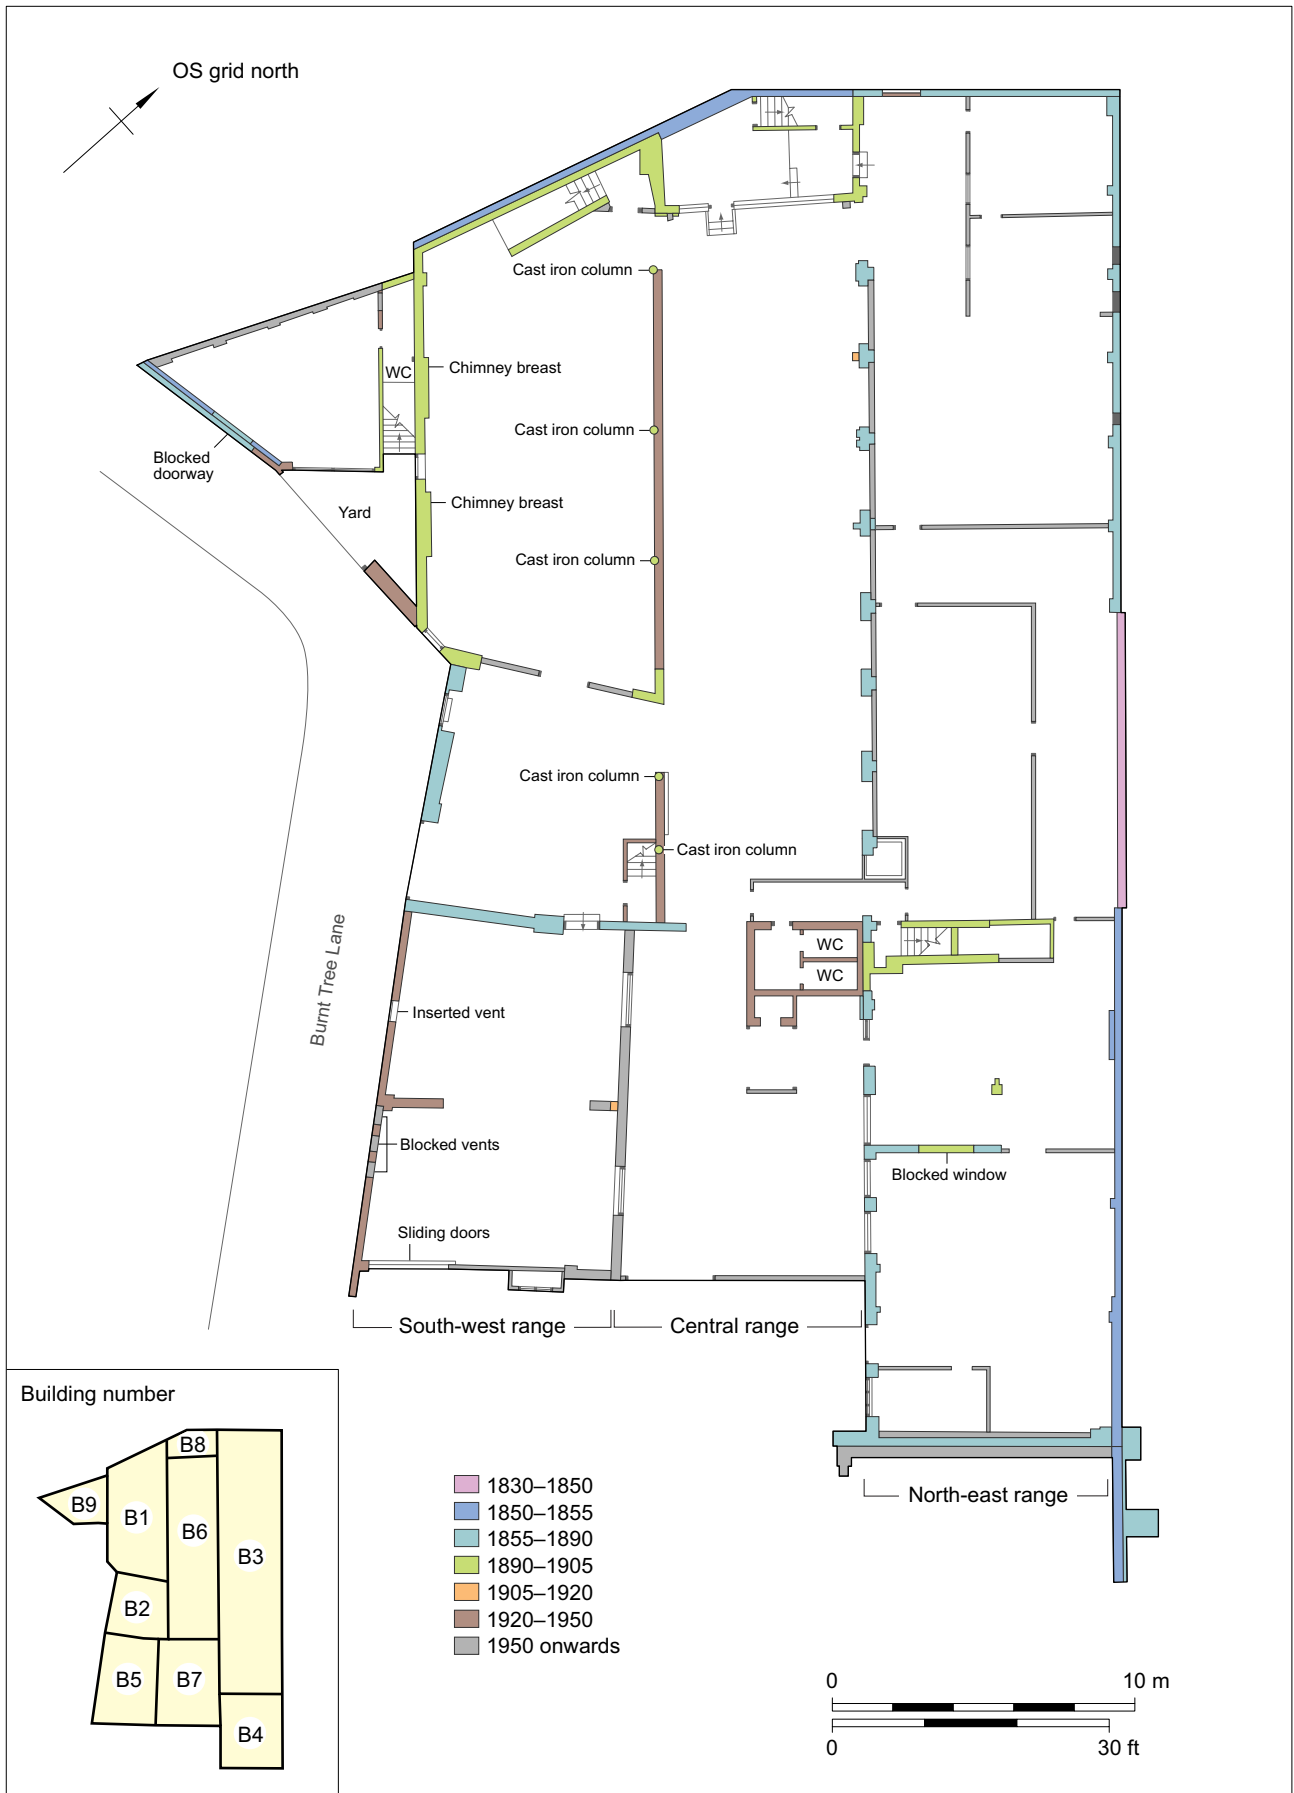 OS grid north
Cast iron column
WC
Chimney breast
Cast iron column
Blocked
doorway
Chimney breast
Yard
Cast iron column
Cast iron column
Cast iron column
Burnt Tree Lane
WC
WC
Inserted vent
Blocked vents
Blocked window
Sliding doors
South-west range
Central range
North-east range
Building number
B8
B9
B1
B6
B3
B2
B5
B7
B4
1830–1850
1850–1855
1855–1890
1890–1905
1905–1920
1920–1950
1950 onwards
0 10 m
0 30 ft